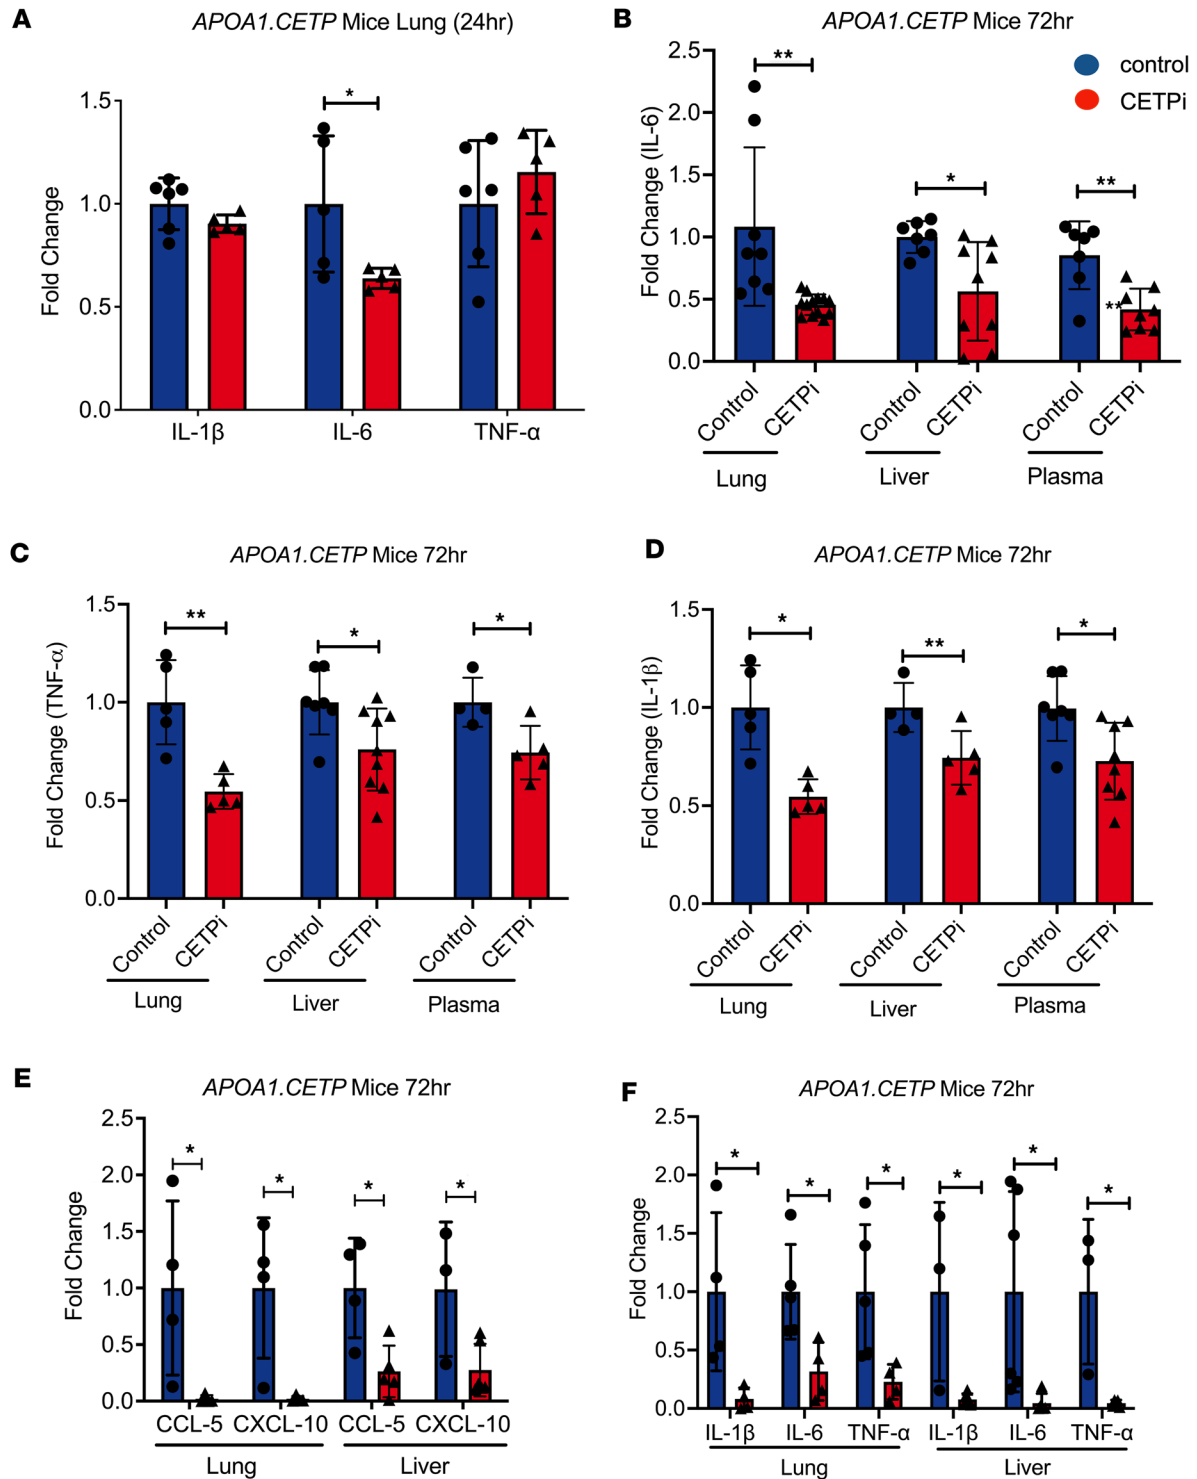 A
APOA1.CETP Mice Lung (24hr)
Fold Change
1.5
1.0
0.5
0.0
*
IL-1β
IL-6
TNF-α
B
APOA1.CETP Mice 72hr
control
CETPi
Fold Change (IL-6)
2.5
2.0
1.5
1.0
0.5
0.0
**
*
**
**
Control
CETPi
Control
CETPi
Control
CETPi
Lung
Liver
Plasma
C
APOA1.CETP Mice 72hr
Fold Change (TNF-α)
1.5
1.0
0.5
0.0
**
*
*
Control
CETPi
Control
CETPi
Control
CETPi
Lung
Liver
Plasma
D
APOA1.CETP Mice 72hr
Fold Change (IL-1β)
1.5
1.0
0.5
0.0
*
**
*
Control
CETPi
Control
CETPi
Control
CETPi
Lung
Liver
Plasma
E
APOA1.CETP Mice 72hr
Fold Change
2.5
2.0
1.5
1.0
0.5
0.0
*
*
*
*
CCL-5
CXCL-10
CCL-5
CXCL-10
Lung
Liver
F
APOA1.CETP Mice 72hr
Fold Change
2.5
2.0
1.5
1.0
0.5
0.0
*
*
*
*
*
*
IL-1β
IL-6
TNF-α
IL-1β
IL-6
TNF-α
Lung
Liver